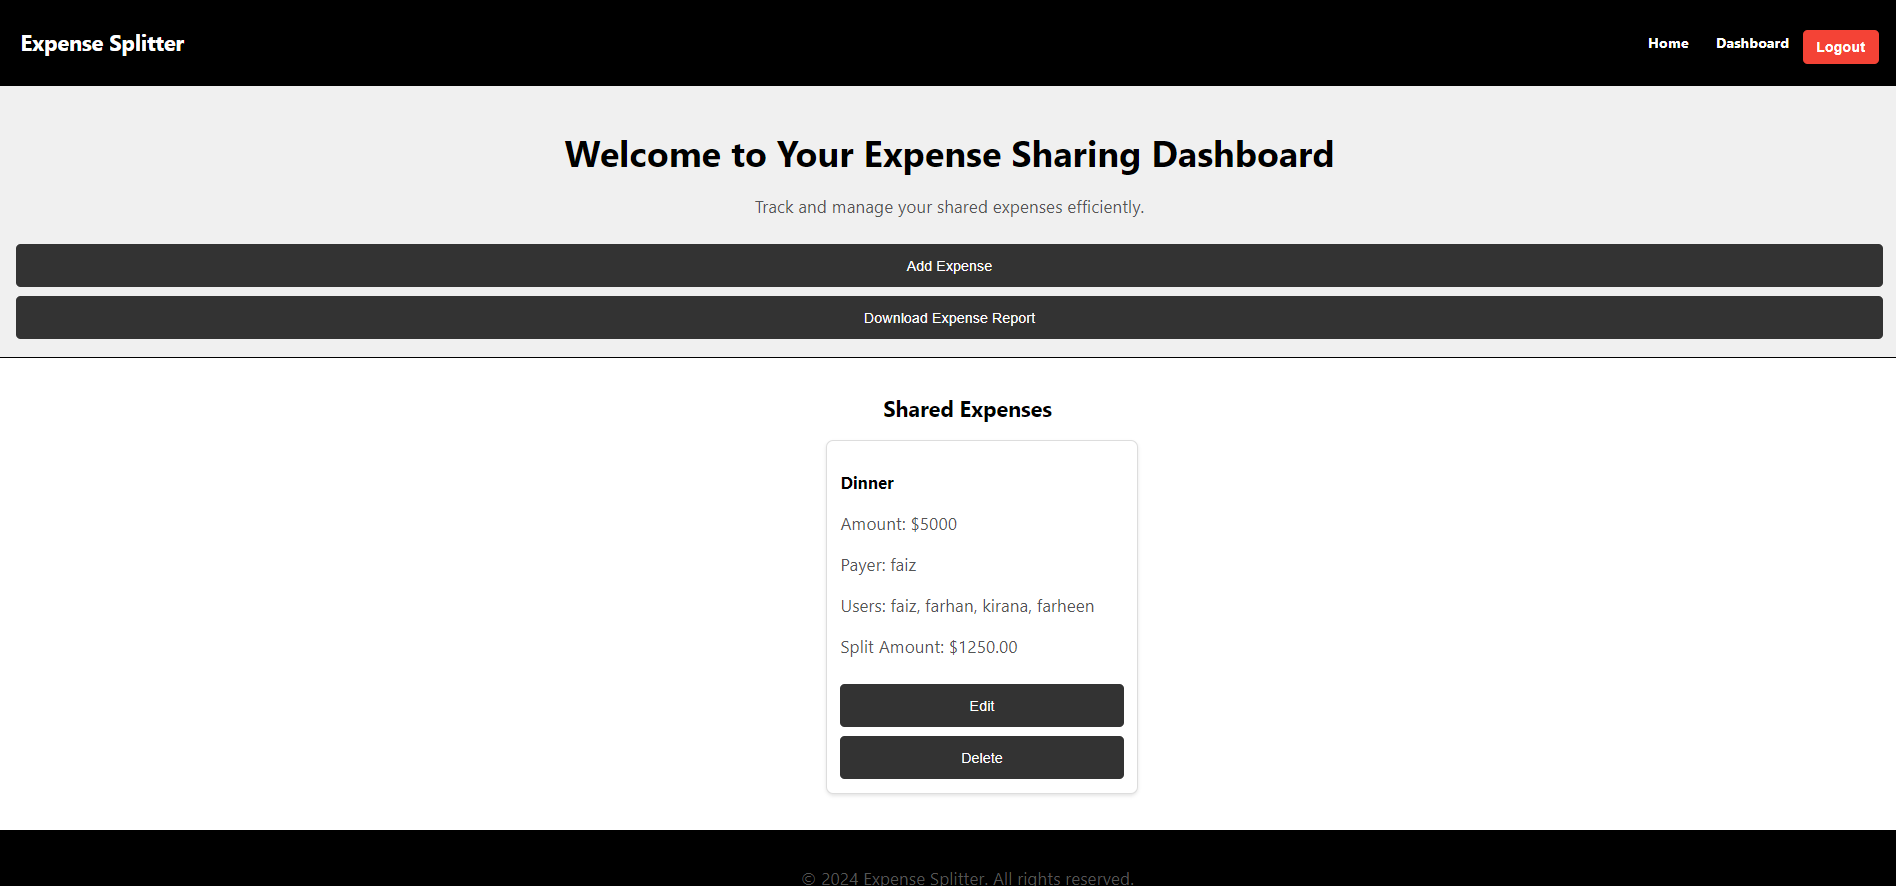 Expense Splitter
Home Dashboard Logout
Welcome to Your Expense Sharing Dashboard
Track and manage your shared expenses efficiently.
Add Expense
Download Expense Report
Shared Expenses
Dinner
Amount: $5000
Payer: faiz
Users: faiz, farhan, kirana, farheen
Split Amount: $1250.00
Edit
Delete
© 2024 Expense Splitter. All rights reserved.